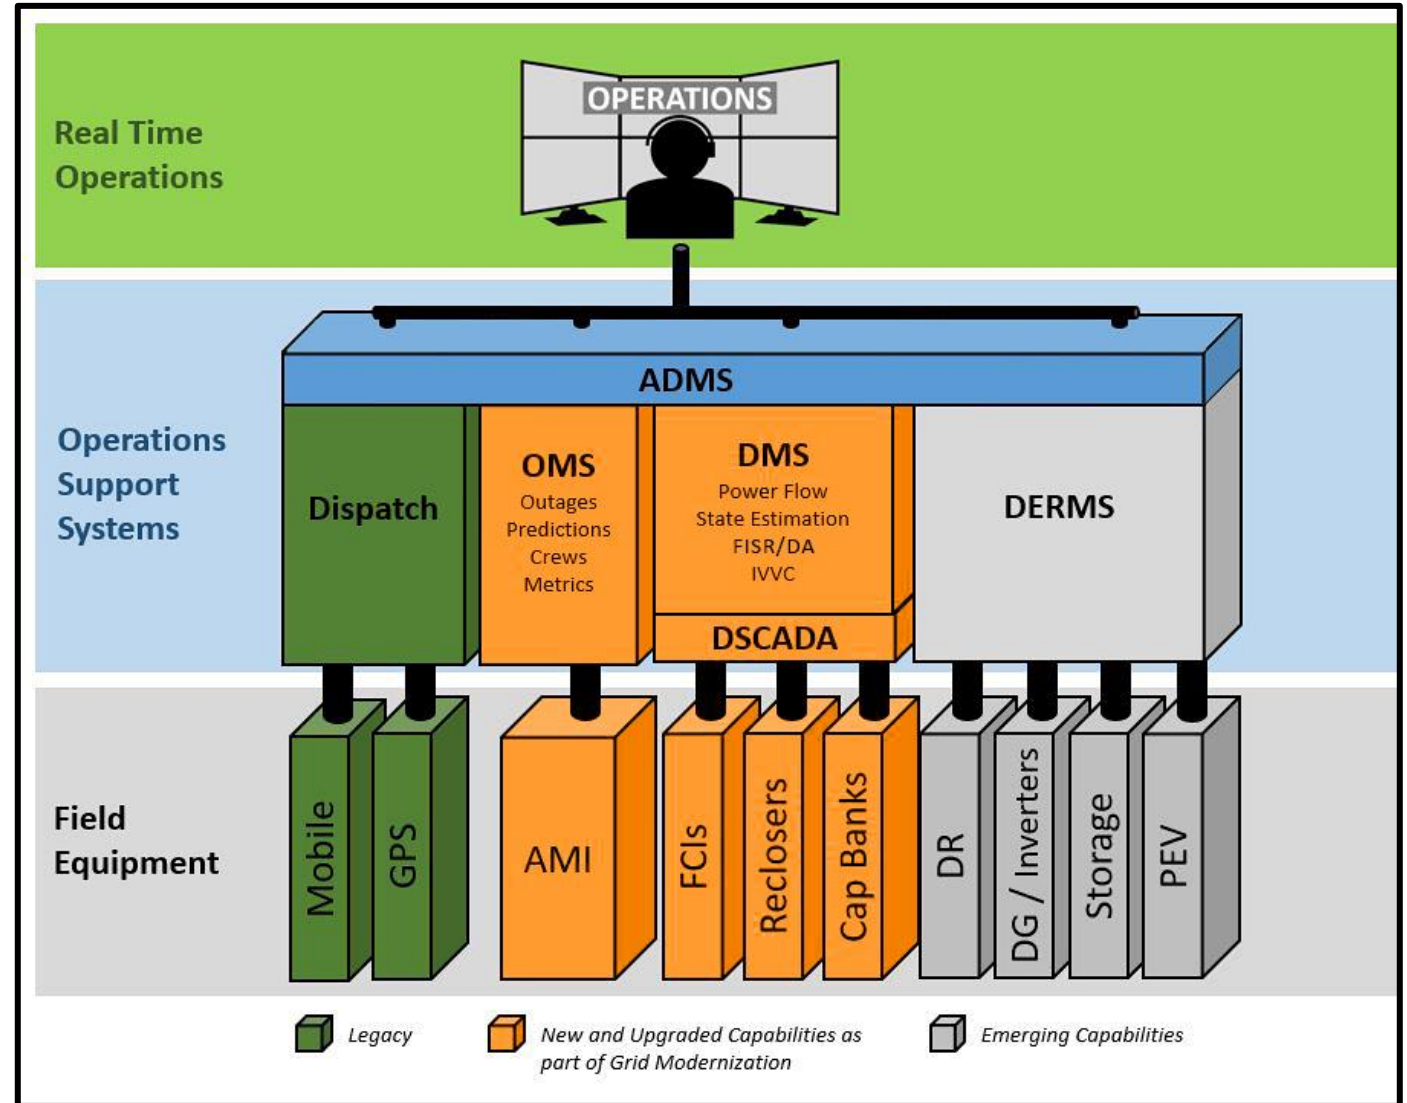 OPERATIONS
Real Time
Operations
ADMS
Operations
Support
Systems
Dispatch
OMS
Outages
Predictions
Crews
Metrics
DMS
Power Flow
State Estimation
FISR/DA
IVVC
DSCADA
DERMS
Field
Equipment
Mobile
GPS
AMI
FCIs
Reclosers
Cap Banks
DR
DG / Inverters
Storage
PEV
Legacy
New and Upgraded Capabilities as
part of Grid Modernization
Emerging Capabilities